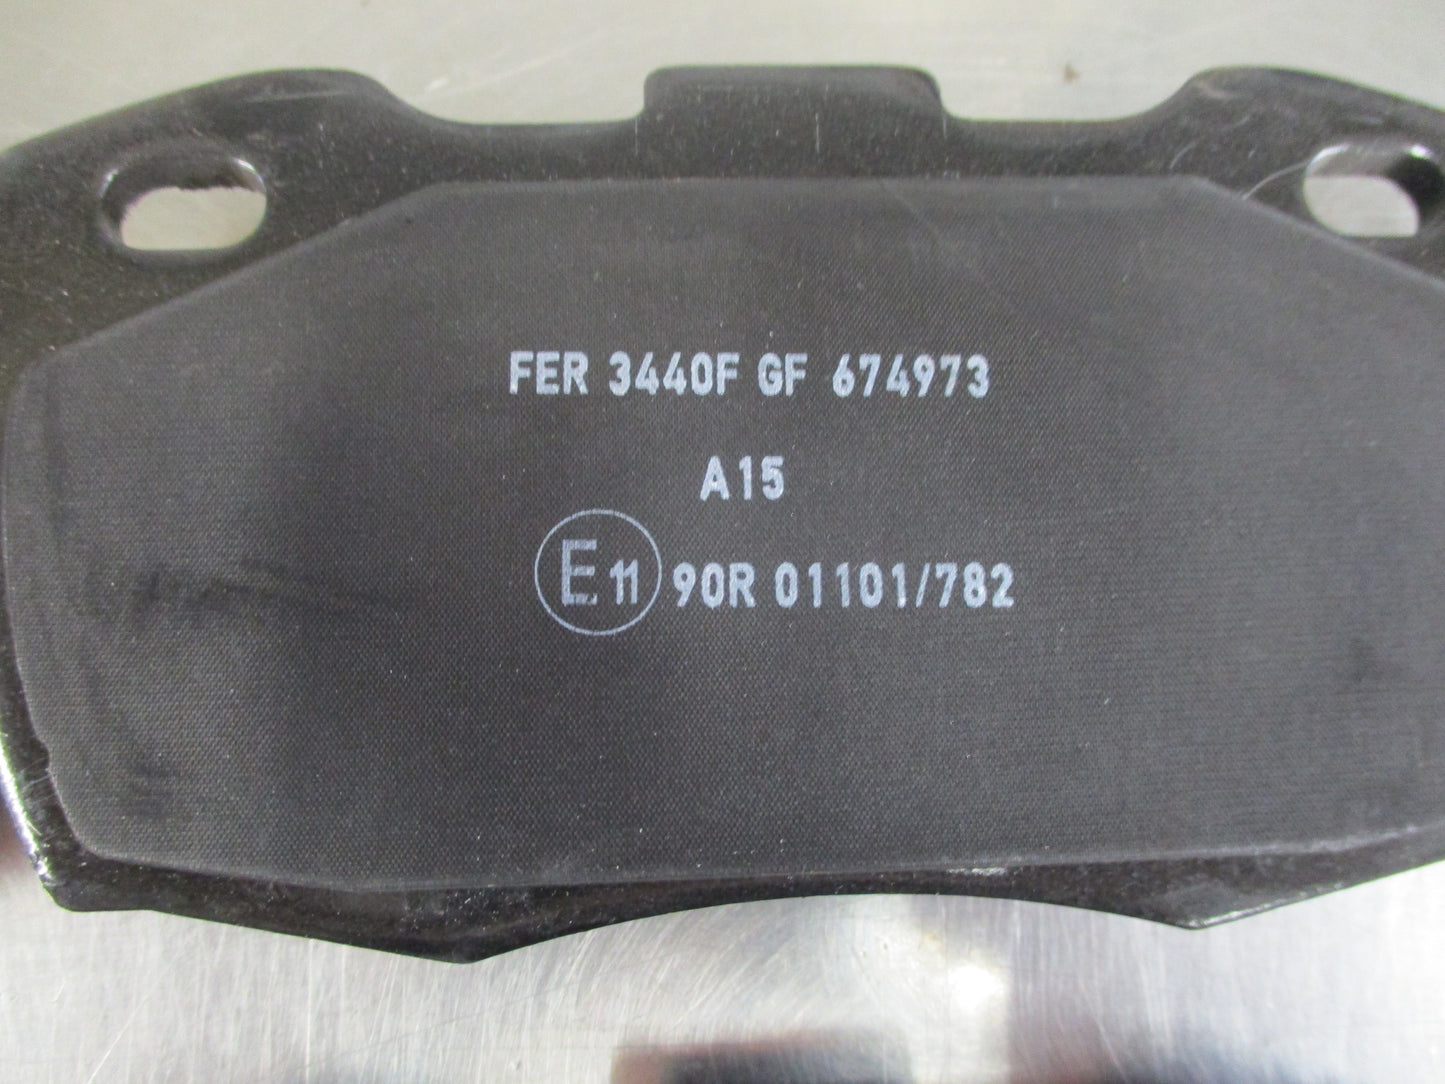 FER 3440F GF 674973
A15
E11 90R 01101/782